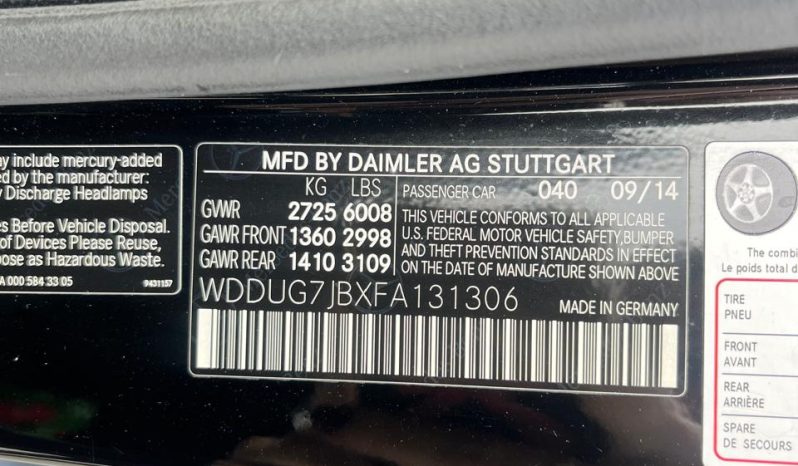 ay include mercury-added
ed by the manufacturer:
y Discharge Headlamps
s Before Vehicle Disposal.
of Devices Please Reuse,
pose as Hazardous Waste.
A 000 584 33 05 9431157
MFD BY DAIMLER AG STUTTGART
KG LBS
GVWR 2725 6008
GAWR FRONT 1360 2998
GAWR REAR 1410 3109
PASSENGER CAR 040 09/14
THIS VEHICLE CONFORMS TO ALL APPLICABLE
U.S. FEDERAL MOTOR VEHICLE SAFETY,BUMPER
AND THEFT PREVENTION STANDARDS IN EFFECT
ON THE DATE OF MANUFACTURE SHOWN ABOVE
WDDUG7JBXFA131306
MADE IN GERMANY
The combi
Le poids total d
TIRE
PNEU
FRONT
AVANT
REAR
ARRIÈRE
SPARE
DE SECOURS